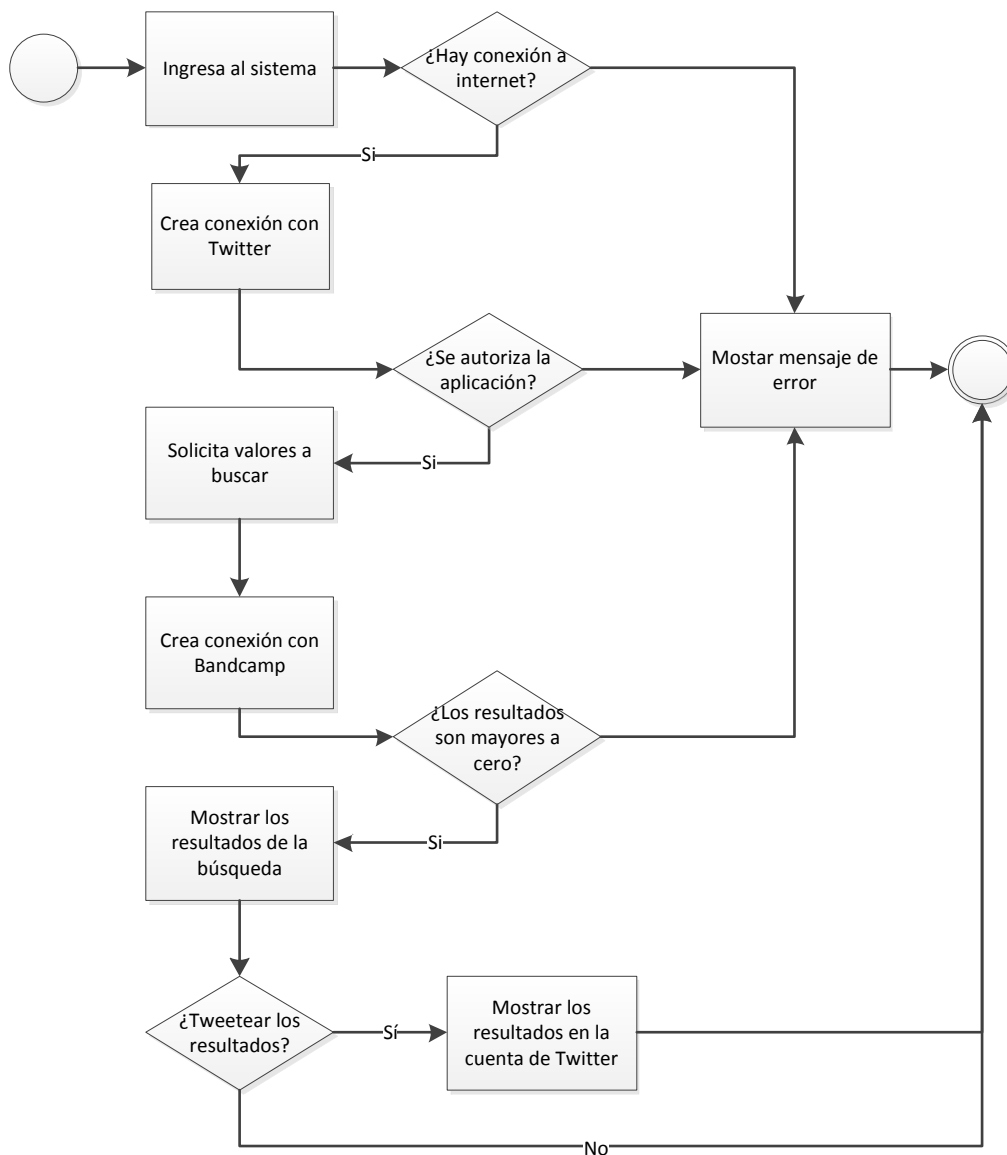 Ingresa al sistema
¿Hay conexión a
internet?
Si
Crea conexión con
Twitter
¿Se autoriza la
aplicación?
Mostar mensaje de
error
Si
Solicita valores a
buscar
Crea conexión con
Bandcamp
¿Los resultados
son mayores a
cero?
Si
Mostrar los
resultados de la
búsqueda
¿Tweetear los
resultados?
Sí
Mostrar los
resultados en la
cuenta de Twitter
No